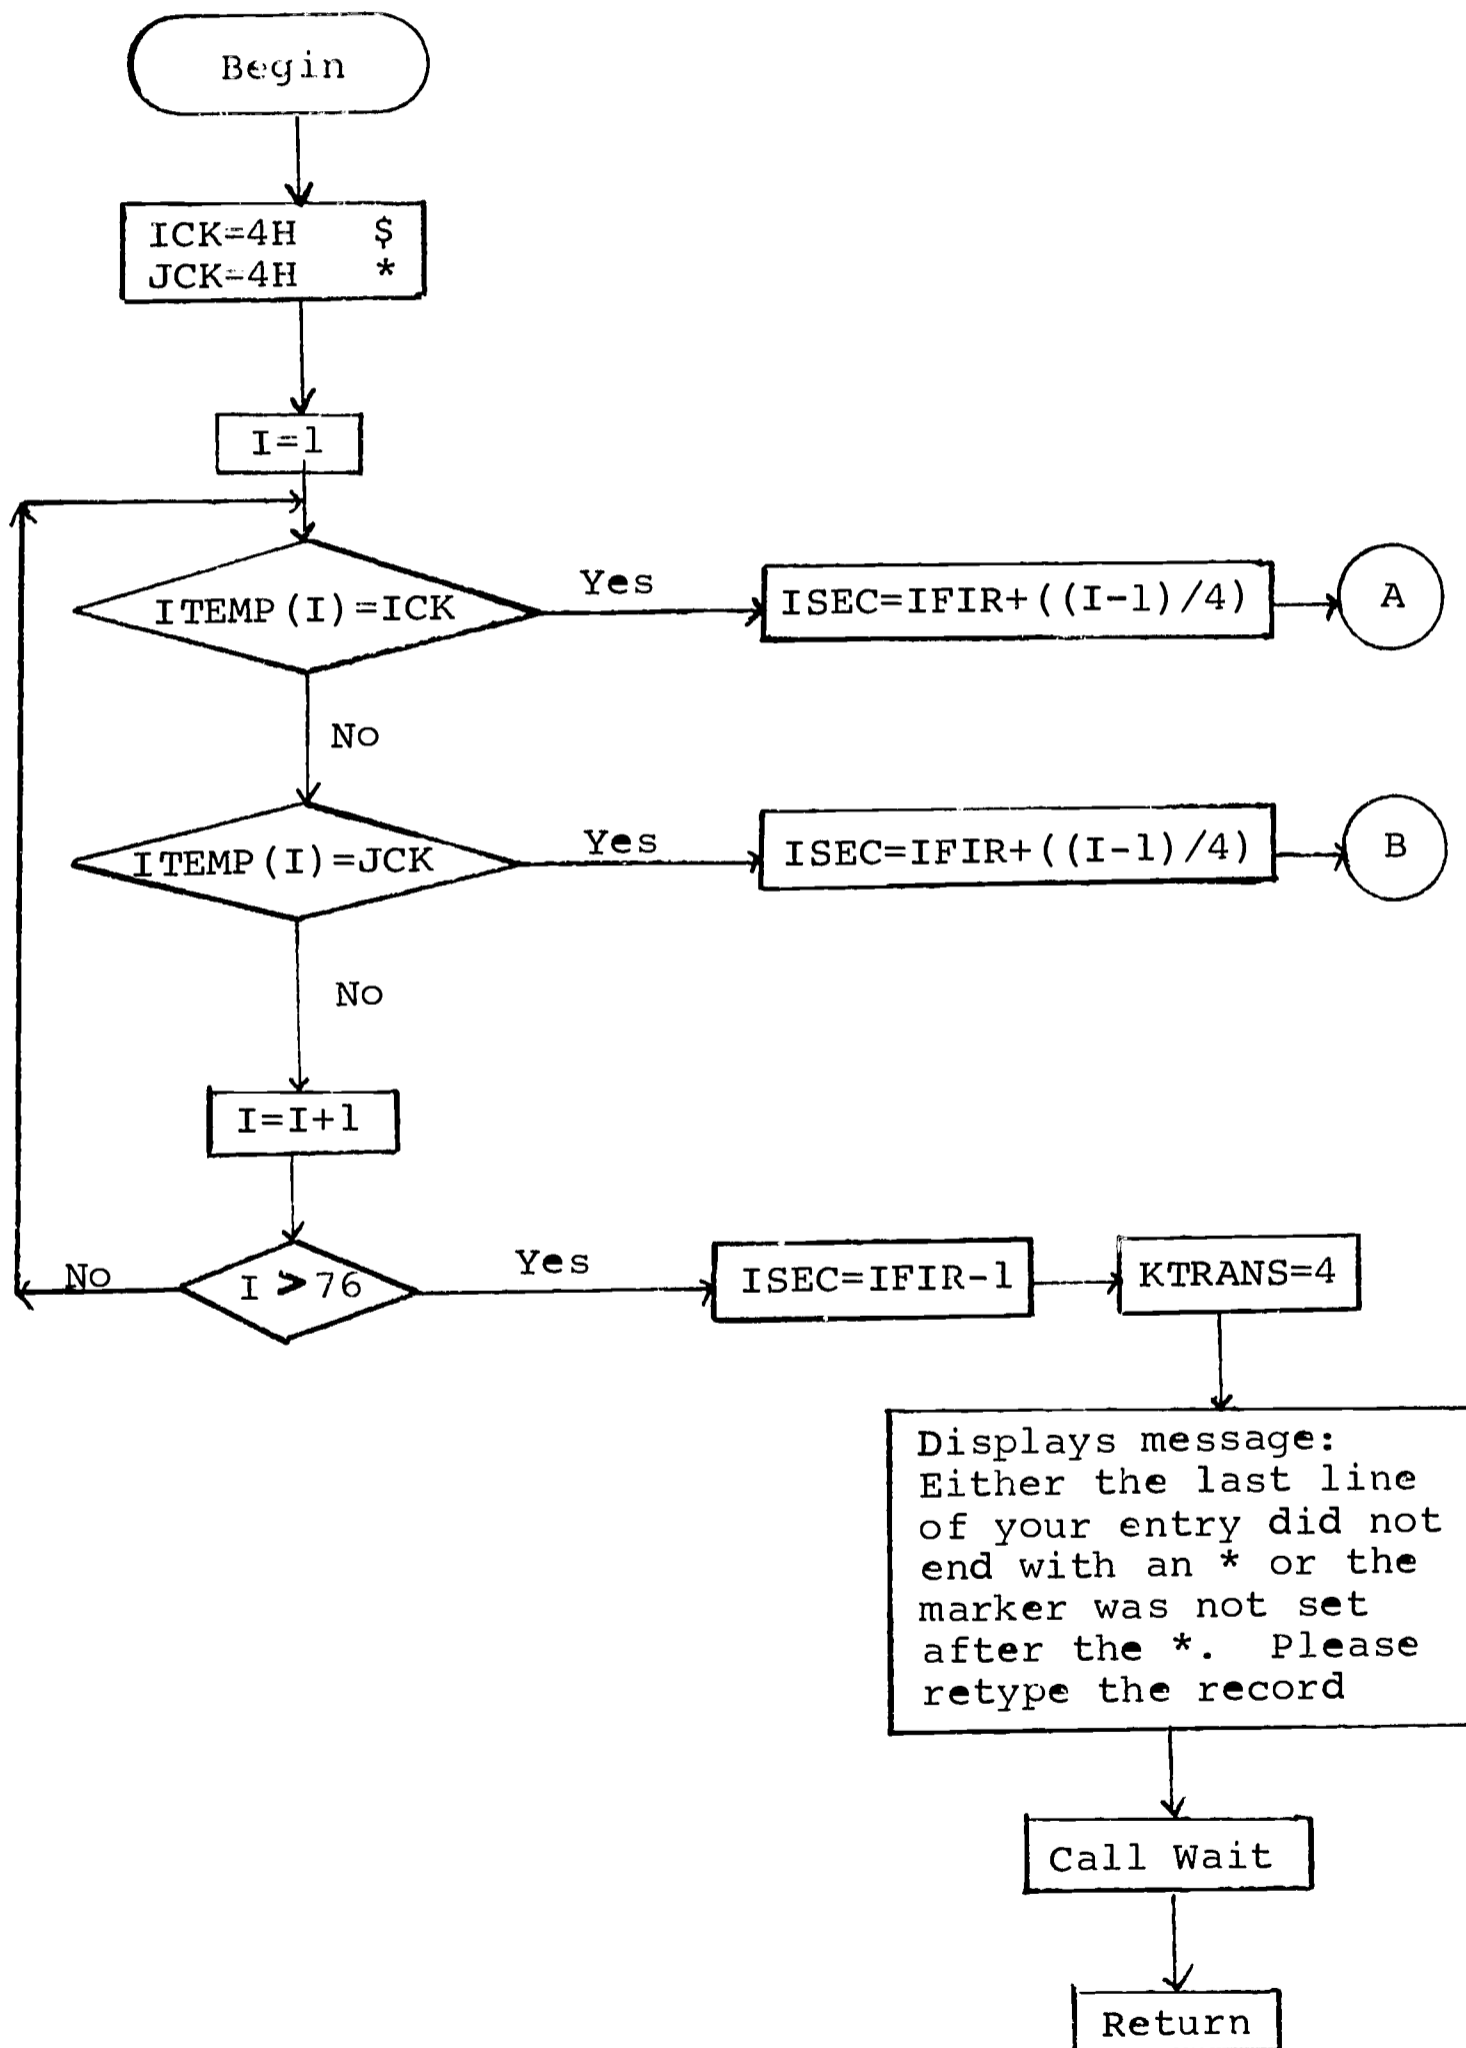 Begin
ICK=4H    $
JCK=4H    *
I=1
ITEMP(I)=ICK
Yes
ISEC=IFIR+((I-1)/4)
A
No
ITEMP(I)=JCK
Yes
ISEC=IFIR+((I-1)/4)
B
No
I=I+1
I > 76
No
Yes
ISEC=IFIR-1
KTRANS=4
Displays message:
Either the last line
of your entry did not
end with an * or the
marker was not set
after the *.  Please
retype the record
Call Wait
Return